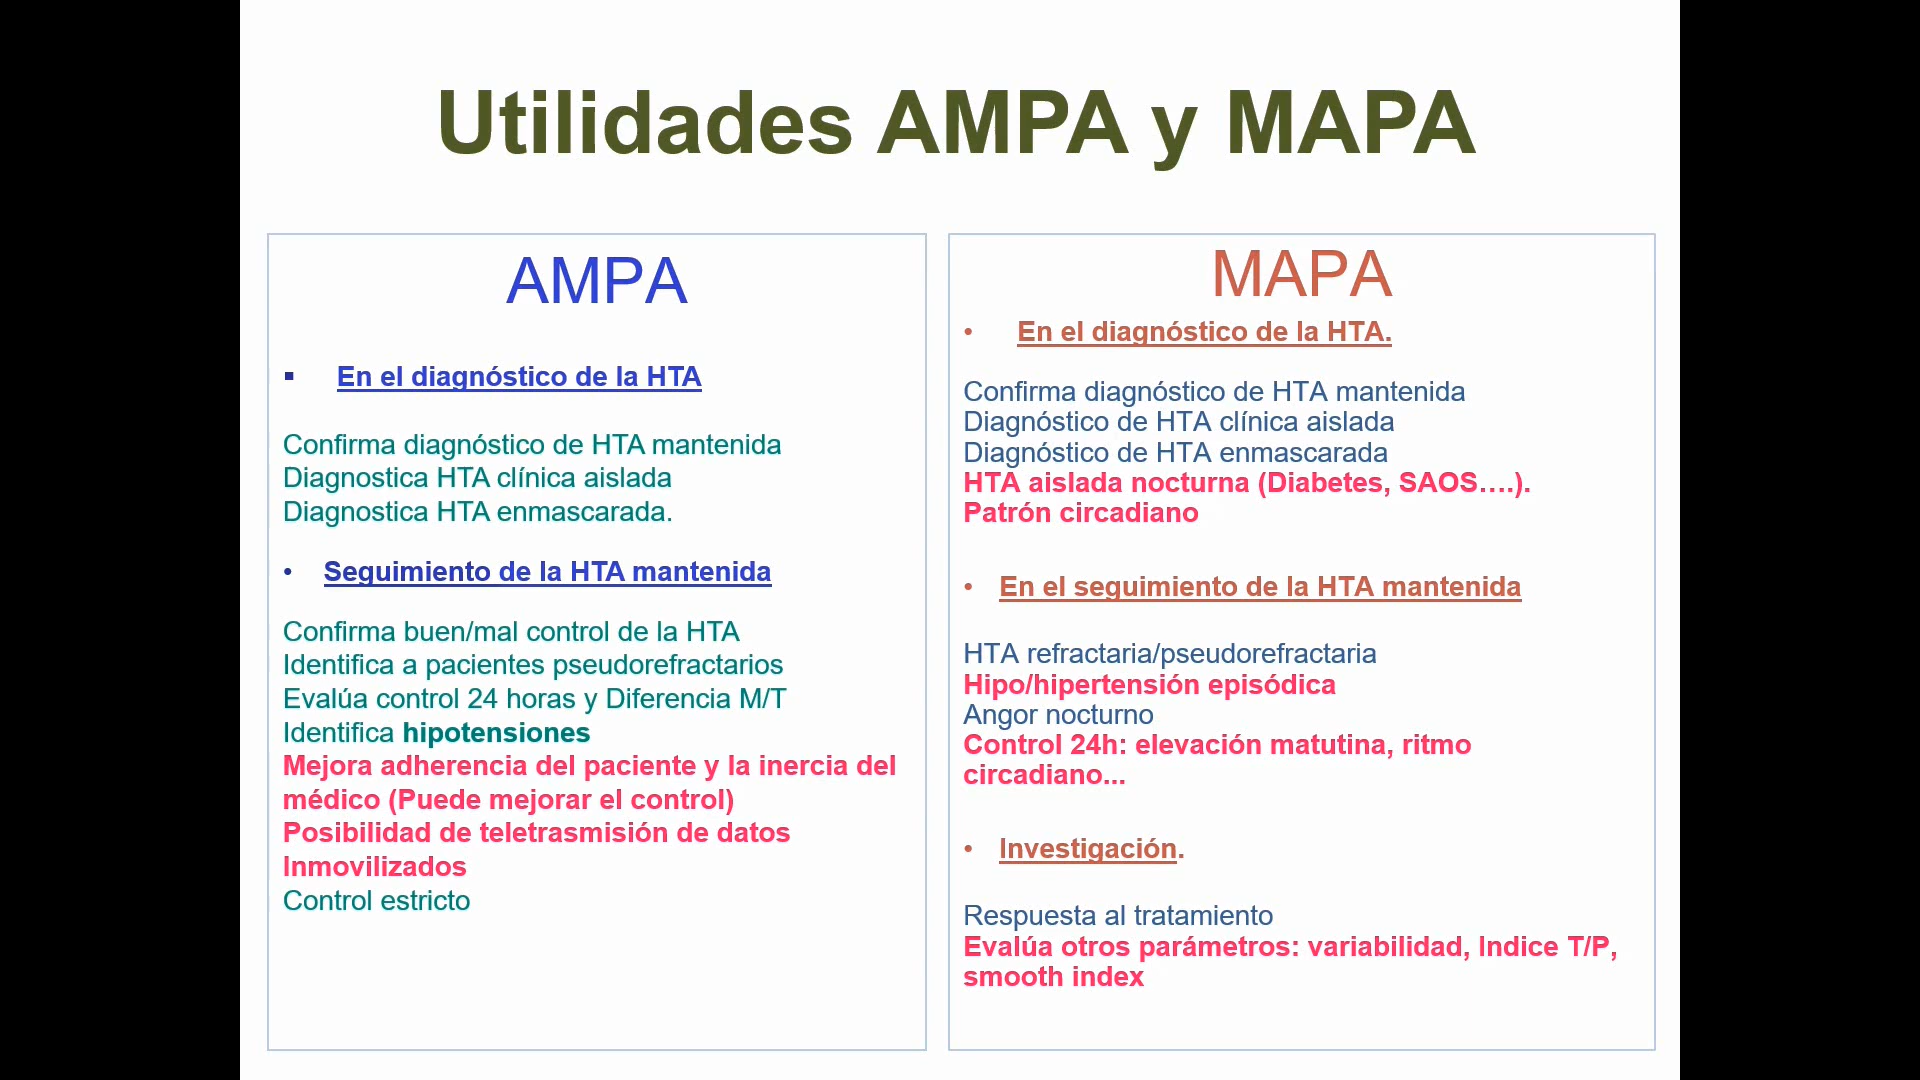 Utilidades AMPA y MAPA
AMPA
▪ En el diagnóstico de la HTA
Confirma diagnóstico de HTA mantenida
Diagnostica HTA clínica aislada
Diagnostica HTA enmascarada.
• Seguimiento de la HTA mantenida
Confirma buen/mal control de la HTA
Identifica a pacientes pseudorefractarios
Evalúa control 24 horas y Diferencia M/T
Identifica hipotensiones
Mejora adherencia del paciente y la inercia del
médico (Puede mejorar el control)
Posibilidad de teletrasmisión de datos
Inmovilizados
Control estricto
MAPA
• En el diagnóstico de la HTA.
Confirma diagnóstico de HTA mantenida
Diagnóstico de HTA clínica aislada
Diagnóstico de HTA enmascarada
HTA aislada nocturna (Diabetes, SAOS….).
Patrón circadiano
• En el seguimiento de la HTA mantenida
HTA refractaria/pseudorefractaria
Hipo/hipertensión episódica
Angor nocturno
Control 24h: elevación matutina, ritmo
circadiano...
• Investigación.
Respuesta al tratamiento
Evalúa otros parámetros: variabilidad, Indice T/P,
smooth index